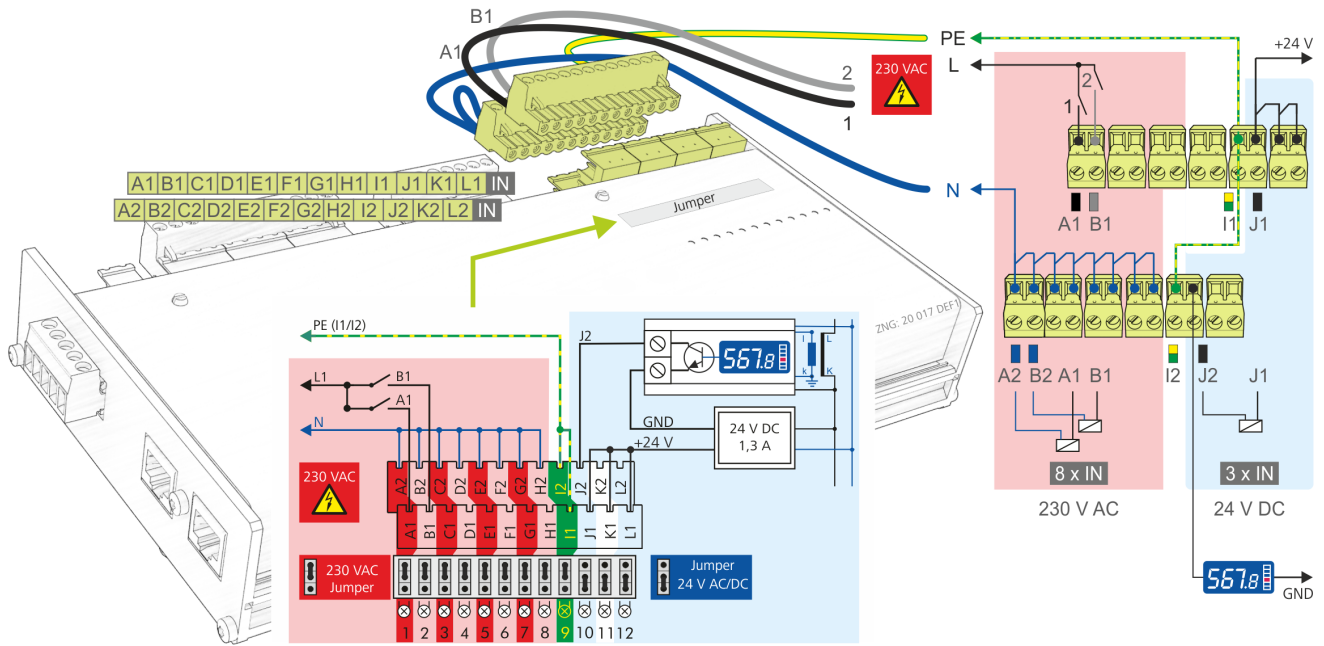 B1
A1
2
1
230 VAC
PE
L
N
+24 V
2
1
A1 B1 I1 J1
A1 B1 C1 D1 E1 F1 G1 H1 I1 J1 K1 L1 IN
A2 B2 C2 D2 E2 F2 G2 H2 I2 J2 K2 L2 IN
Jumper
ZNG: 20 017 DEF1
A2 B2 A1 B1 I2 J2 J1
8 x IN
3 x IN
230 V AC
24 V DC
567.8
GND
PE (I1/I2)
L1
B1
A1
N
J2
567.8
l
L
k
K
GND
24 V DC
1,3 A
+24 V
230 VAC
A2 B2 C2 D2 E2 F2 G2 H2 I2 J2 K2 L2
A1 B1 C1 D1 E1 F1 G1 H1 I1 J1 K1 L1
230 VAC
Jumper
Jumper
24 V AC/DC
1 2 3 4 5 6 7 8 9 10 11 12